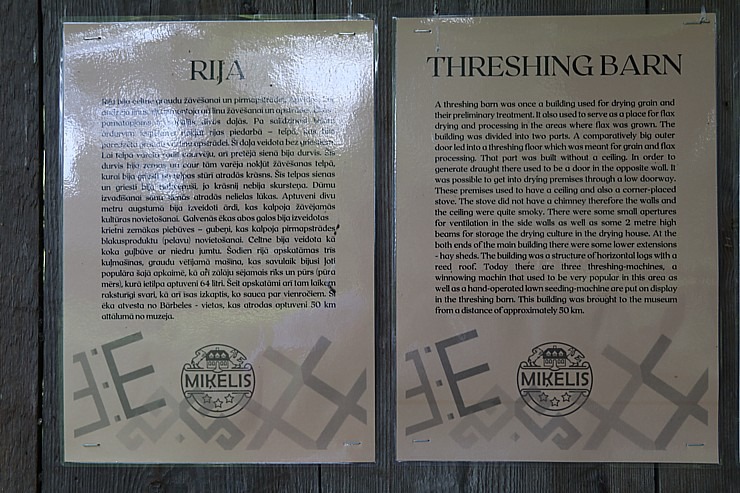 RIJA
Rija bija celtne graudu žāvēšanai un
žāvēšanai un apstrādei.
divās daļās. Pa salīdzinoši
nokļūt rijas piedarbā – telpā, kas bija
apstrādei. Šī daļa veidota bez griestiem.
Lai telpa varētu caurvēju, arī pretējā sienā bija durvis. Šīs
durvis bija zemas un caur tām varēja nokļūt žāvēšanas telpā,
kurai bija griesti un telpas stūrī atradās krāsns. Šīs telpas sienas
un griesti bija nokvēpuši, jo krāsnij nebija skursteņa. Dūmu
izvadīšanai sānu sienās atradās nelielas lūkas. Aptuveni divu
metru augstumā bija izveidoti ārdi, kas kalpoja žāvējamās
kultūras novietošanai. Galvenās ēkas abos galos bija izveidotas
krietni zemākas piebūves – gubeņi, kas kalpoja pirmapstrādes
blakusproduktu (pelavu) novietošanai. Celtne bija veidota kā
koka guļbūve ar niedru jumtu. Šodien rijā apskatāmas trīs
kuļmašīnas, graudu vētījamā mašīna, kas savulaik bijusi ļoti
populāra šajā apkaimē, kā arī zālāju sējamais rīks un pūrs (pūra
mērs), kurā ietilpa aptuveni 64 litri. Šeit apskatāmi arī tam laikam
raksturīgi svari, kā arī īsas izkaptis, ko sauca par vienročiem. Šī
ēka atvesta no Bārbeles - vietas, kas atrodas aptuveni 50 km
attālumā no muzeja.
MIĶELIS
THRESHING BARN
A threshing barn was once a building used for drying grain and
their preliminary treatment. It also used to serve as a place for flax
drying and processing in the areas where flax was grown. The
building was divided into two parts. A comparatively big outer
door led into a threshing floor which was meant for grain and flax
processing. That part was built without a ceiling. In order to
generate draught there used to be a door in the opposite wall. It
was possible to get into drying premises through a low doorway.
These premises used to have a ceiling and also a corner-placed
stove. The stove did not have a chimney therefore the walls and
the ceiling were quite smoky. There were some small apertures
for ventilation in the side walls as well as some 2 metre high
beams for storage the drying culture in the drying house. At the
both ends of the main building there were some lower extensions
- hay sheds. The building was a structure of horizontal logs with a
reed roof. Today there are three threshing-machines, a
winnowing machin that used to be very popular in this area as
well as a hand-operated lawn seeding-machine are put on display
in the threshing barn. This building was brought to the museum
from a distance of approximately 50 km.
MIĶELIS